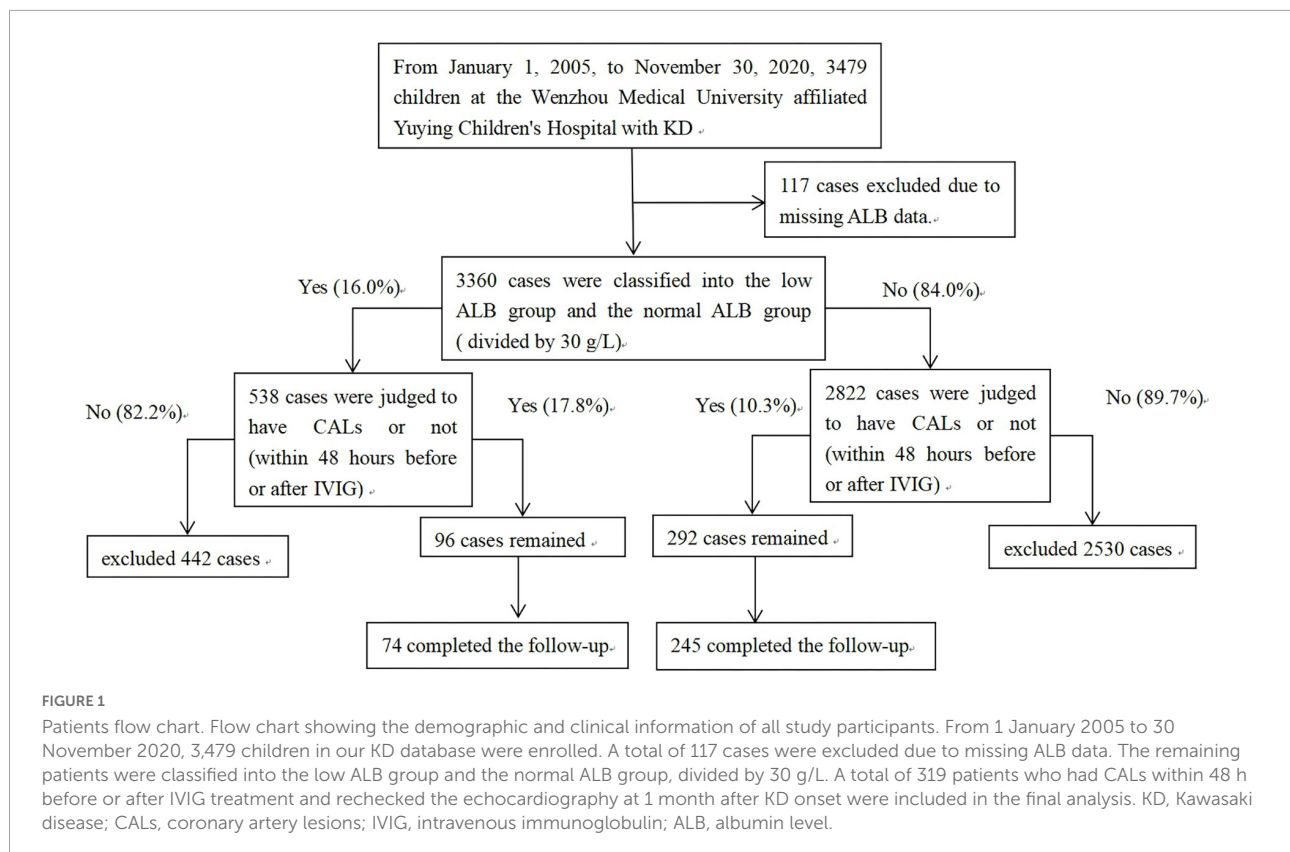 From January 1, 2005, to November 30, 2020, 3479
children at the Wenzhou Medical University affiliated
Yuying Children's Hospital with KD
117 cases excluded due to
missing ALB data.
Yes (16.0%)
3360 cases were classified into the low
ALB group and the normal ALB group
( divided by 30 g/L)
No (84.0%)
No (82.2%)
538 cases were judged to
have CALs or not
(within 48 hours before
or after IVIG)
Yes (17.8%)
Yes (10.3%)
2822 cases were judged
to have CALs or not
(within 48 hours before
or after IVIG)
No (89.7%)
excluded 442 cases
96 cases remained
292 cases remained
excluded 2530 cases
74 completed the follow-up
245 completed the follow-up
FIGURE 1
Patients flow chart. Flow chart showing the demographic and clinical information of all study participants. From 1 January 2005 to 30
November 2020, 3,479 children in our KD database were enrolled. A total of 117 cases were excluded due to missing ALB data. The remaining
patients were classified into the low ALB group and the normal ALB group, divided by 30 g/L. A total of 319 patients who had CALs within 48 h
before or after IVIG treatment and rechecked the echocardiography at 1 month after KD onset were included in the final analysis. KD, Kawasaki
disease; CALs, coronary artery lesions; IVIG, intravenous immunoglobulin; ALB, albumin level.